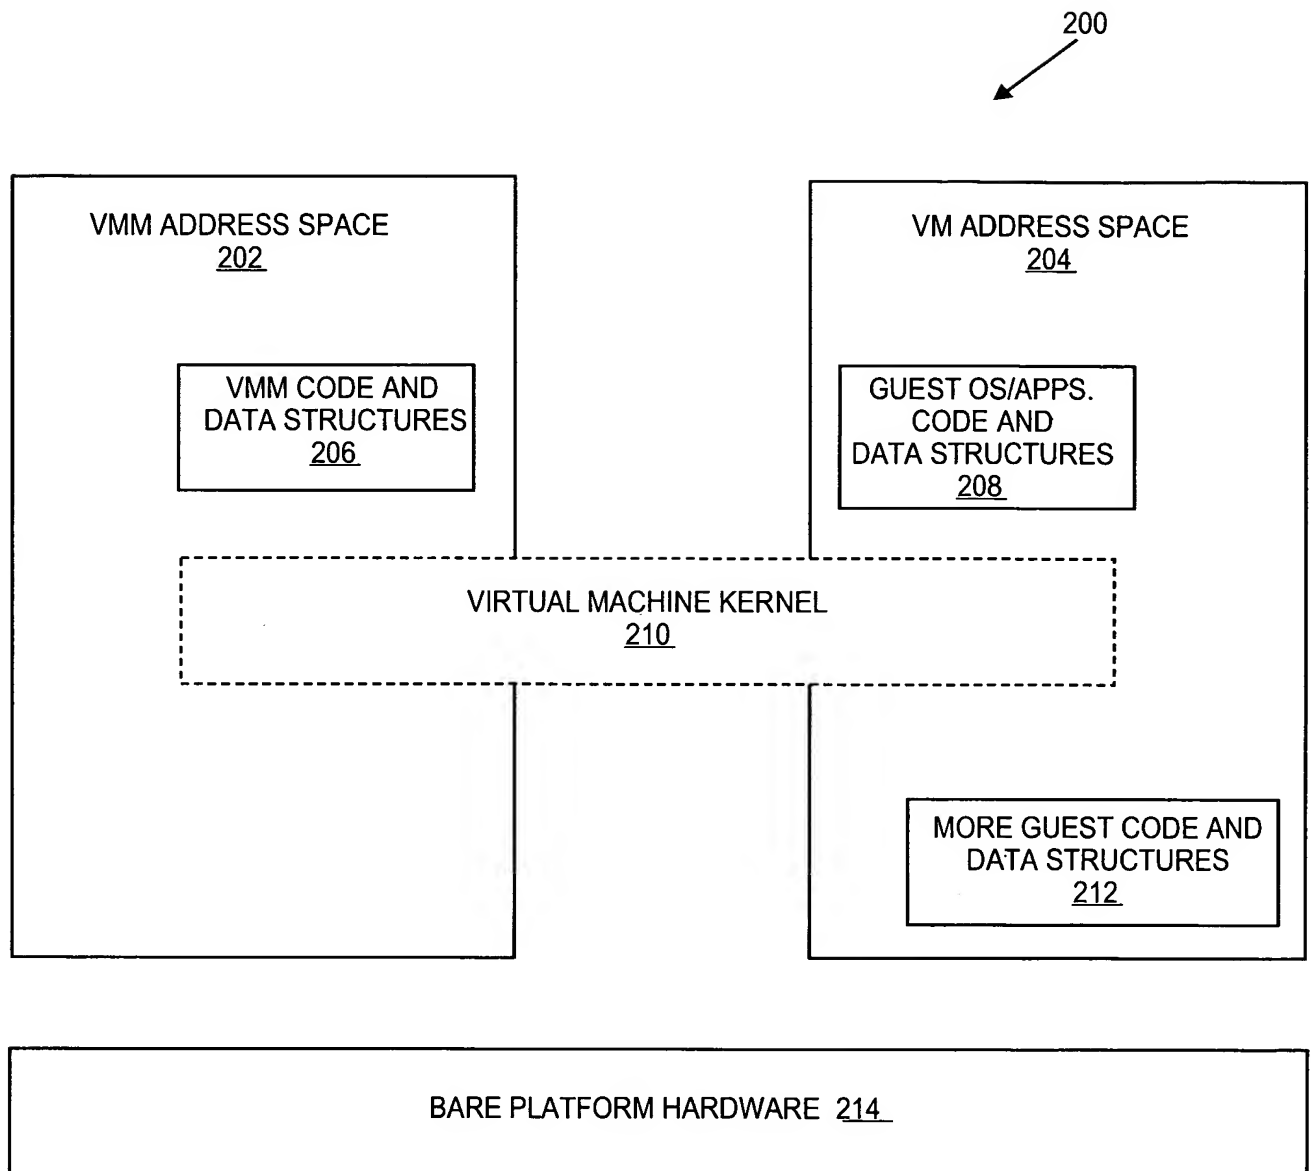 200
VMM ADDRESS SPACE
202
VM ADDRESS SPACE
204
VMM CODE AND
DATA STRUCTURES
206
GUEST OS/APPS.
CODE AND
DATA STRUCTURES
208
VIRTUAL MACHINE KERNEL
210
MORE GUEST CODE AND
DATA STRUCTURES
212
BARE PLATFORM HARDWARE 214